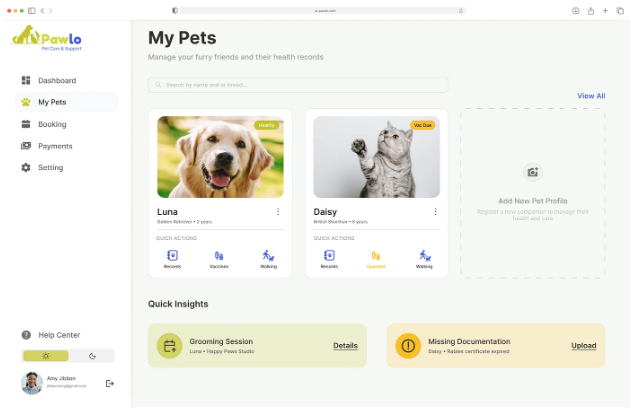 Pawlo
Pet Care & Support
Dashboard
My Pets
Booking
Payments
Setting
Help Center
Amy Jibbon
My Pets
Manage your furry friends and their health records
Search by name and or breed...
View All
Healthy
Luna
Golden Retriever • 2 years
QUICK ACTIONS
Records
Vaccines
Walking
Vac Due
Daisy
British Shorthair • 5 years
QUICK ACTIONS
Records
Updated
Walking
Add New Pet Profile
Register a new companion to manage their
health and care
Quick Insights
Grooming Session
Luna • Happy Paws Studio
Details
Missing Documentation
Daisy • Rabies certificate expired
Upload